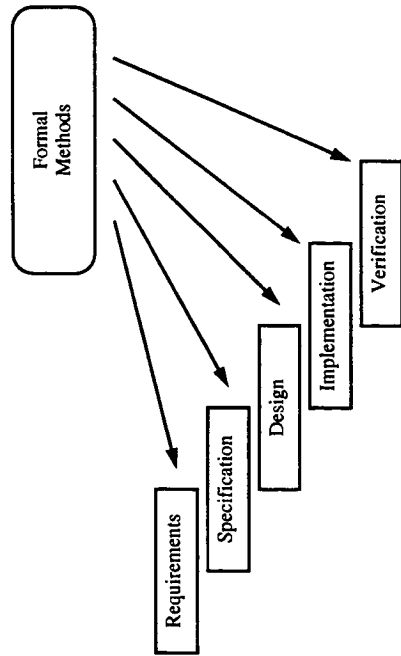 Formal
Methods
Requirements
Specification
Design
Implementation
Verification